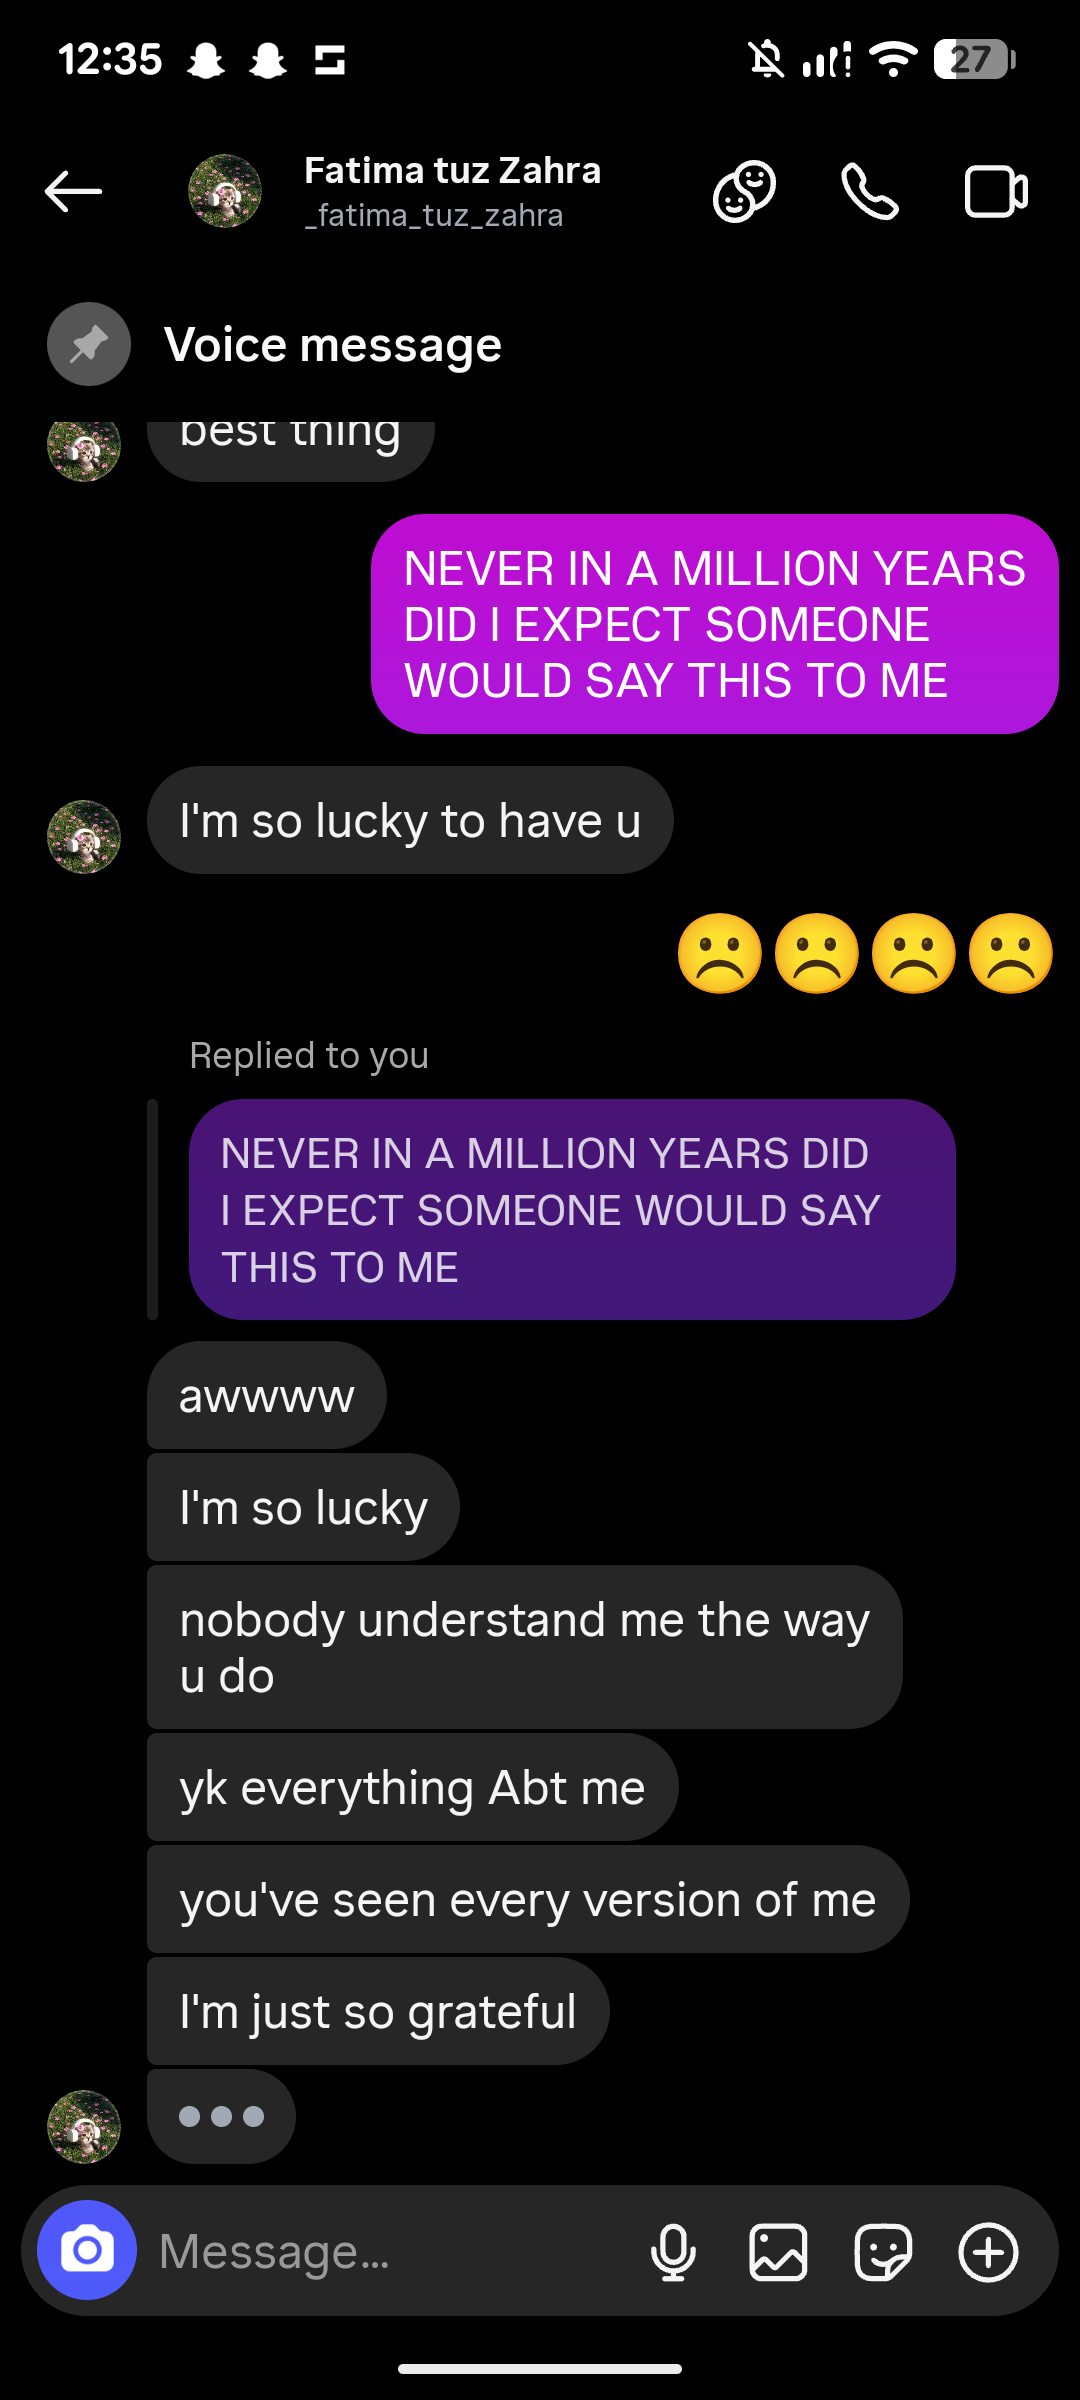 12:35
27
Fatima tuz Zahra
_fatima_tuz_zahra
Voice message
best thing
NEVER IN A MILLION YEARS
DID I EXPECT SOMEONE
WOULD SAY THIS TO ME
I'm so lucky to have u
☹️☹️☹️☹️
Replied to you
NEVER IN A MILLION YEARS DID
I EXPECT SOMEONE WOULD SAY
THIS TO ME
awwww
I'm so lucky
nobody understand me the way
u do
yk everything Abt me
you've seen every version of me
I'm just so grateful
Message...